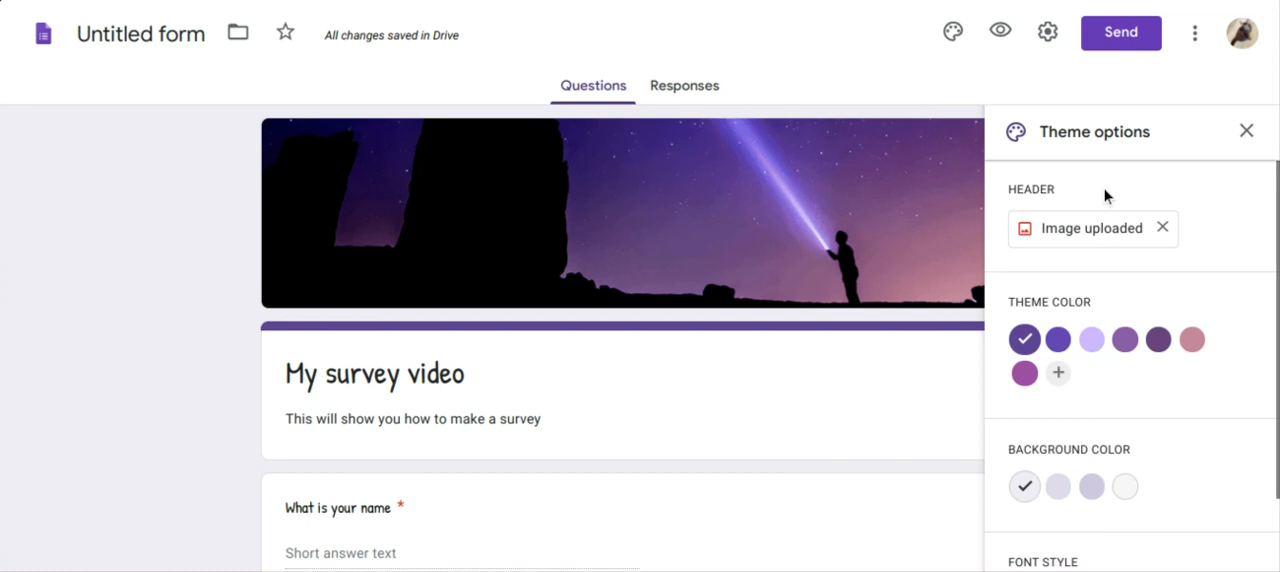 Untitled form
All changes saved in Drive
Send
Questions
Responses
Theme options
HEADER
Image uploaded
THEME COLOR
My survey video
This will show you how to make a survey
BACKGROUND COLOR
What is your name *
Short answer text
FONT STYLE